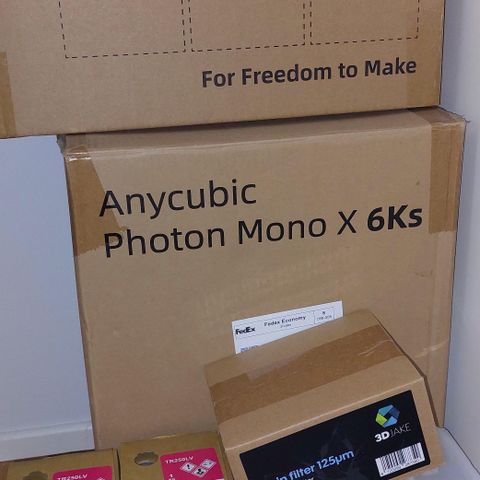 For Freedom to Make
Anycubic
Photon Mono X 6Ks
FedEx
Fedex Economy
3DJAKE
n filter 125µm
TR250LV
TR250LV